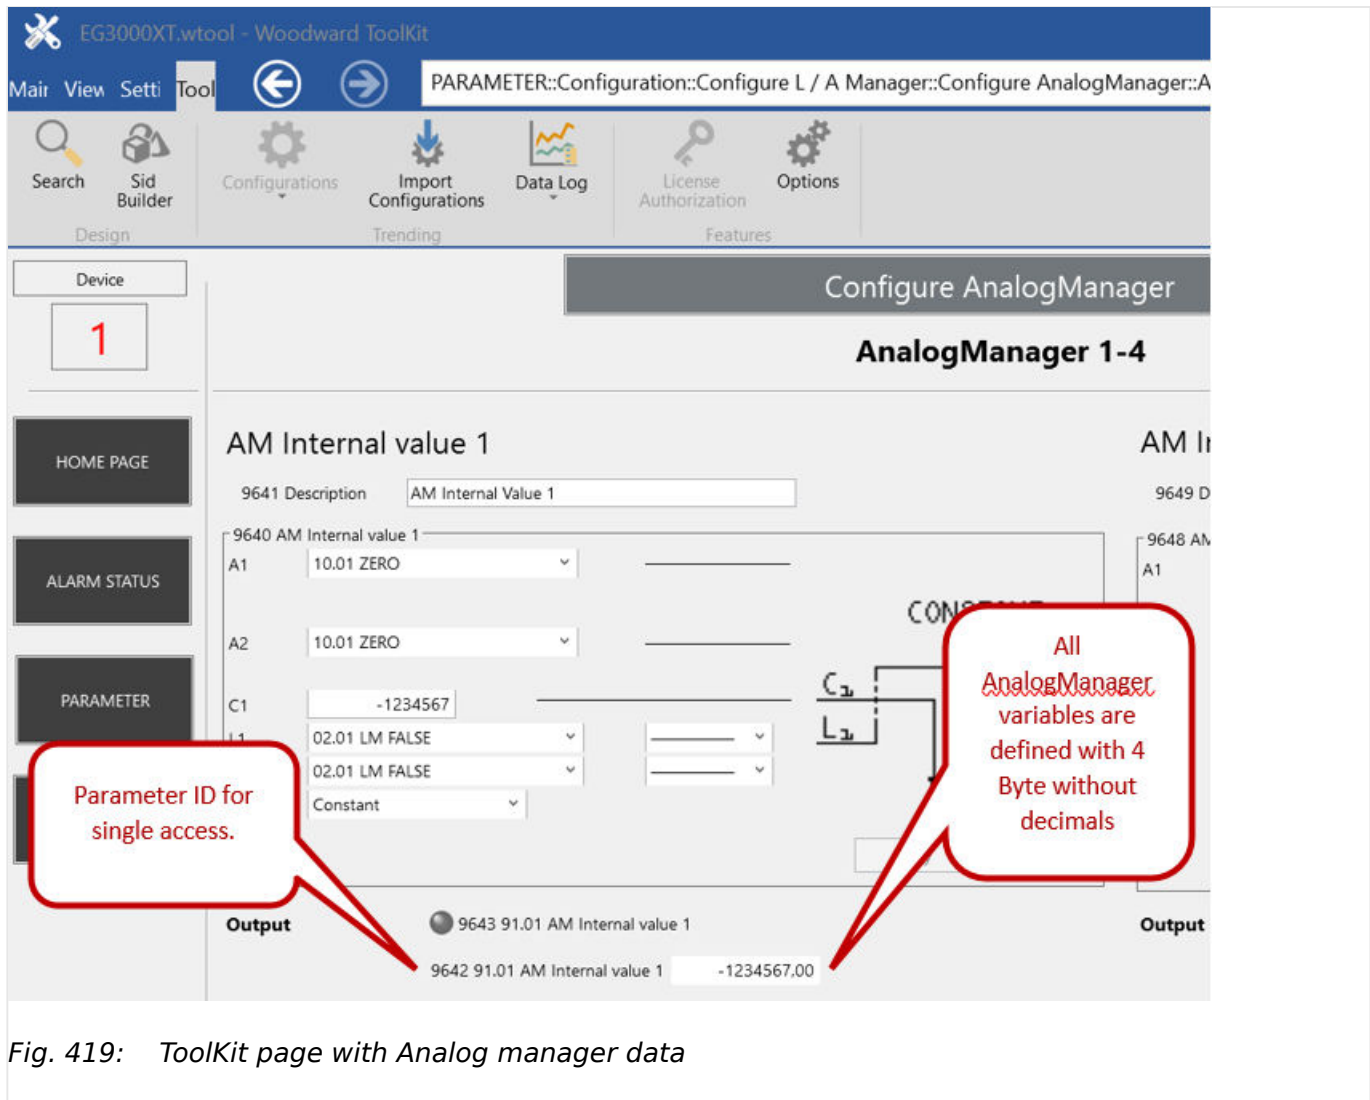 EG3000XT.wtool - Woodward ToolKit
Mair View Setti Tool
PARAMETER::Configuration::Configure L / A Manager::Configure AnalogManager::A
Search
Sid
Builder
Configurations
Import
Configurations
Data Log
License
Authorization
Options
Design
Trending
Features
Device
1
Configure AnalogManager
AnalogManager 1-4
HOME PAGE
ALARM STATUS
PARAMETER
AM Internal value 1
9641 Description
AM Internal Value 1
9640 AM Internal value 1
A1
10.01 ZERO
A2
10.01 ZERO
C1
-1234567
L1
02.01 LM FALSE
02.01 LM FALSE
Constant
C1
L1
AM I
9649 D
9648 AM
A1
Parameter ID for
single access.
All
AnalogManager
variables are
defined with 4
Byte without
decimals
Output
9643 91.01 AM Internal value 1
9642 91.01 AM Internal value 1
-1234567,00
Output
Fig. 419: ToolKit page with Analog manager data